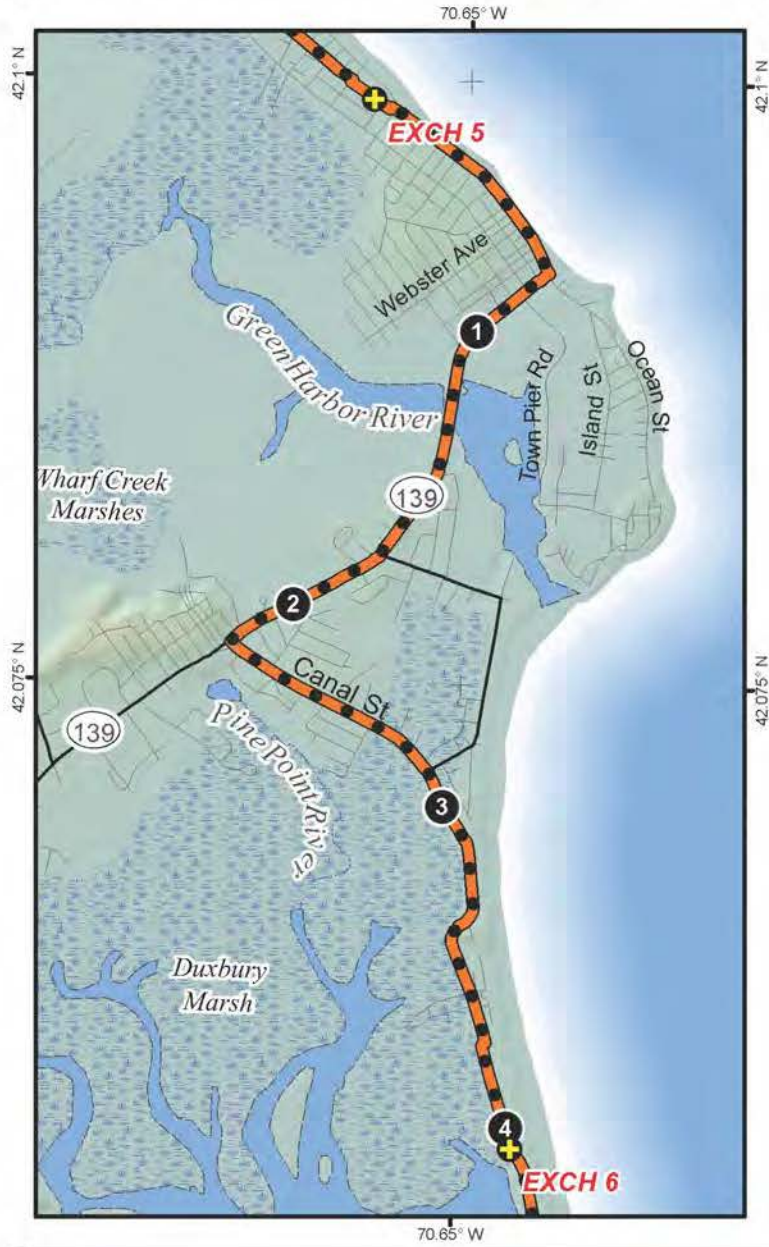 70.65° W
42.1° N
42.1° N
EXCH 5
Webster Ave
1
Green Harbor River
Town Pier Rd
Island St
Ocean St
Wharf Creek
Marshes
139
2
Canal St
42.075° N
42.075° N
139
Pine Point River
3
Duxbury
Marsh
4
EXCH 6
70.65° W